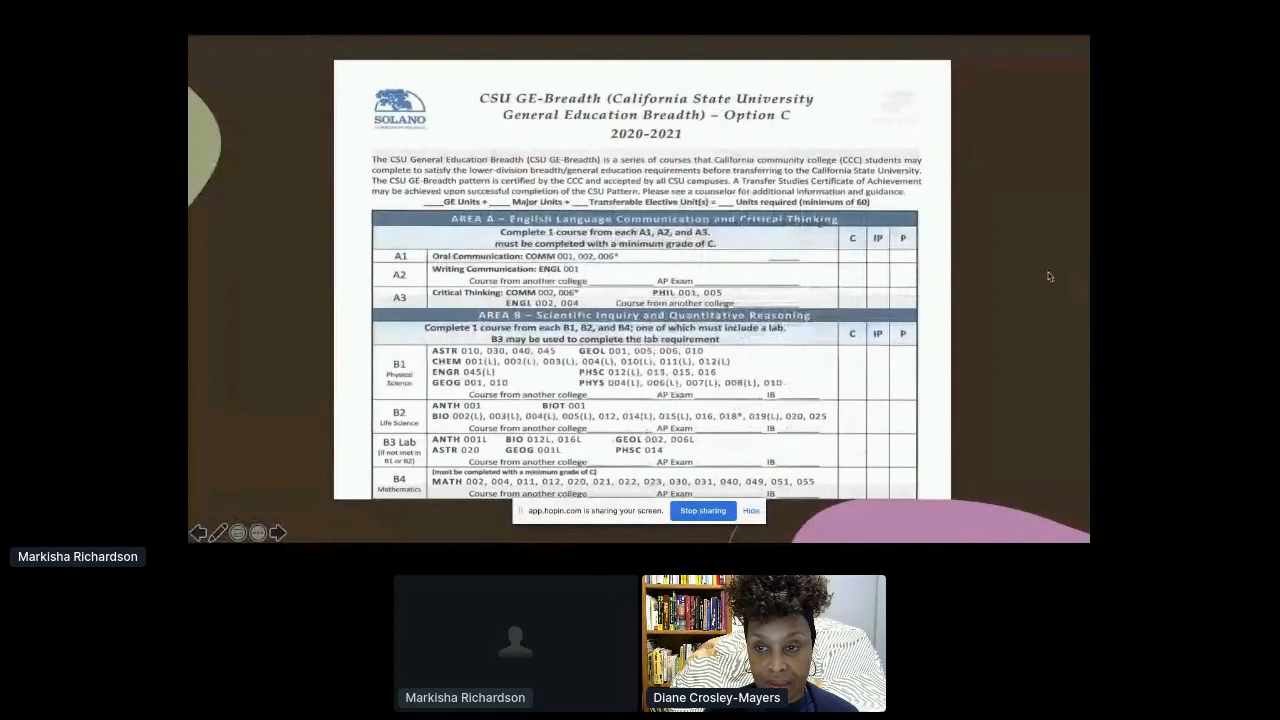 SOLANO
CSU GE-Breadth (California State University
General Education Breadth) – Option C
2020-2021
The CSU General Education Breadth (CSU GE-Breadth) is a series of courses that California community college (CCC) students may
complete to satisfy the lower-division breadth/general education requirements before transferring to the California State University.
The CSU GE-Breadth pattern is certified by the CCC and accepted by all CSU campuses. A Transfer Studies Certificate of Achievement
may be achieved upon successful completion of the CSU Pattern. Please see a counselor for additional information and guidance.
____GE Units + ____ Major Units + ___Transferable Elective Unit(s) = ___ Units required (minimum of 60)
AREA A – English Language Communication and Critical Thinking
Complete 1 course from each A1, A2, and A3.
must be completed with a minimum grade of C.
C IP P
A1 Oral Communication: COMM 001, 002, 006*
A2 Writing Communication: ENGL 001
Course from another college AP Exam
A3 Critical Thinking: COMM 002, 006* PHIL 001, 005
ENGL 002, 004 Course from another college
AREA B – Scientific Inquiry and Quantitative Reasoning
Complete 1 course from each B1, B2, and B4; one of which must include a lab.
B3 may be used to complete the lab requirement
C IP P
B1 Physical Science
ASTR 010, 030, 040, 045 GEOL 001, 005, 006, 010
CHEM 001(L), 002(L), 003(L), 004(L), 010(L), 011(L), 012(L)
ENGR 045(L) PHSC 012(L), 013, 015, 016
GEOG 001, 010 PHYS 004(L), 006(L), 007(L), 008(L), 010
Course from another college AP Exam IB
B2 Life Science
ANTH 001 BIOT 001
BIO 002(L), 003(L), 004(L), 005(L), 012, 014(L), 015(L), 016, 018*, 019(L), 020, 025
Course from another college AP Exam IB
B3 Lab (if not met in B1 or B2)
ANTH 001L BIO 012L, 016L GEOL 002, 006L
ASTR 020 GEOG 001L PHSC 014
Course from another college AP Exam IB
B4 Mathematics
(must be completed with a minimum grade of C)
MATH 002, 004, 011, 012, 020, 021, 022, 023, 030, 031, 040, 049, 051, 055
Course from another college AP Exam IB
app.hopin.com is sharing your screen. Stop sharing Hide
Markisha Richardson
Markisha Richardson
Diane Crosley-Mayers